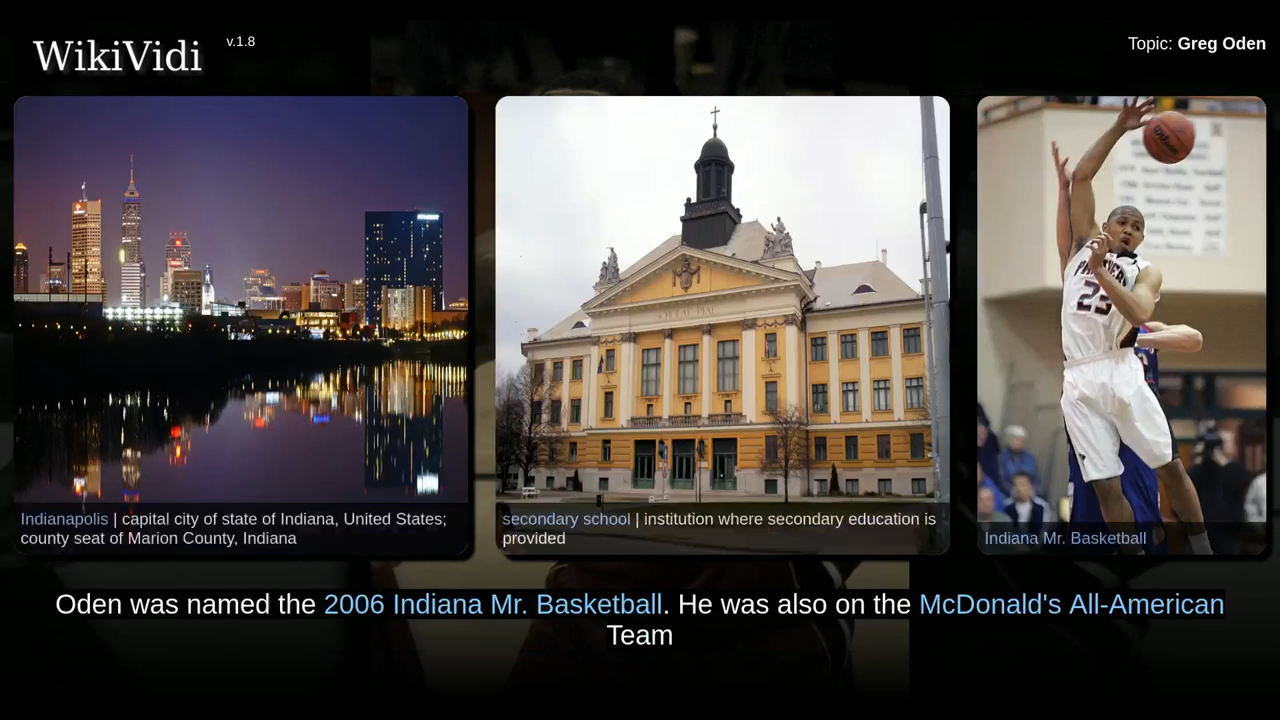 WikiVidi
v.1.8
Topic: Greg Oden
Indianapolis | capital city of state of Indiana, United States;
county seat of Marion County, Indiana
secondary school | institution where secondary education is
provided
23
Indiana Mr. Basketball
Oden was named the 2006 Indiana Mr. Basketball. He was also on the McDonald's All-American
Team